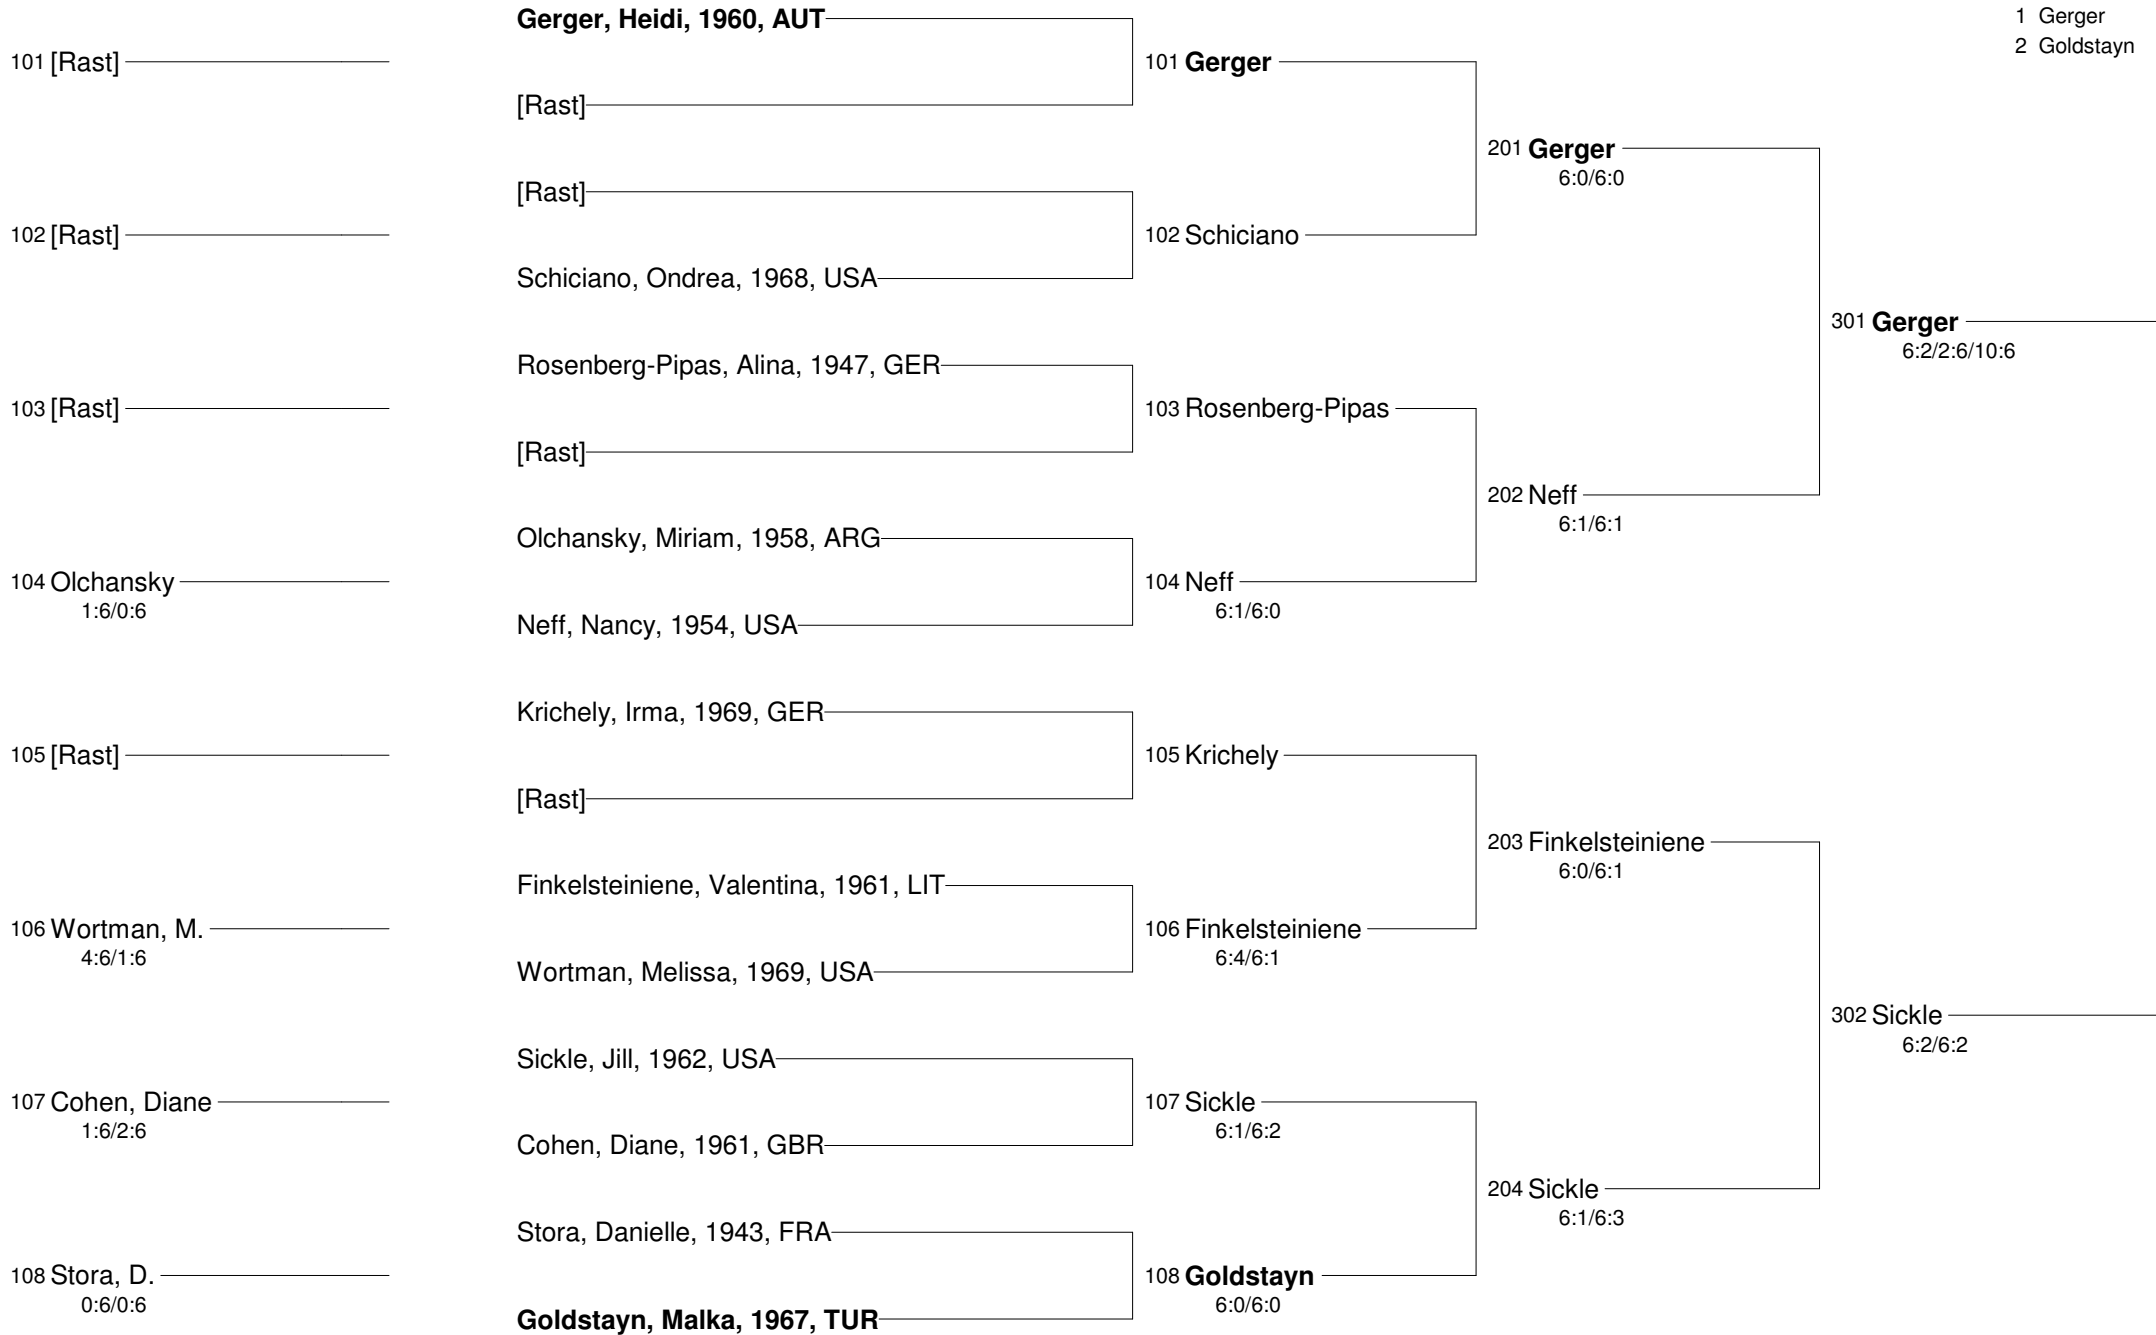 Gerger, Heidi, 1960, AUT
1 Gerger
2 Goldstayn
101 [Rast]
101 Gerger
[Rast]
201 Gerger
6:0/6:0
[Rast]
102 [Rast]
102 Schiciano
Schiciano, Ondrea, 1968, USA
301 Gerger
6:2/2:6/10:6
Rosenberg-Pipas, Alina, 1947, GER
103 [Rast]
103 Rosenberg-Pipas
[Rast]
202 Neff
6:1/6:1
Olchansky, Miriam, 1958, ARG
104 Olchansky
1:6/0:6
104 Neff
6:1/6:0
Neff, Nancy, 1954, USA
Krichely, Irma, 1969, GER
105 [Rast]
105 Krichely
[Rast]
203 Finkelsteiniene
6:0/6:1
Finkelsteiniene, Valentina, 1961, LIT
106 Wortman, M.
4:6/1:6
106 Finkelsteiniene
6:4/6:1
Wortman, Melissa, 1969, USA
302 Sickle
6:2/6:2
Sickle, Jill, 1962, USA
107 Cohen, Diane
1:6/2:6
107 Sickle
6:1/6:2
Cohen, Diane, 1961, GBR
204 Sickle
6:1/6:3
Stora, Danielle, 1943, FRA
108 Stora, D.
0:6/0:6
108 Goldstayn
6:0/6:0
Goldstayn, Malka, 1967, TUR